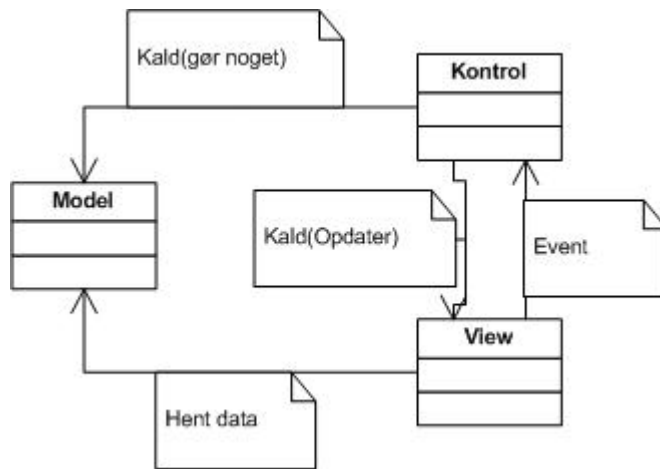 Kald(gør noget)
Kontrol
Model
Kald(Opdater)
Event
View
Hent data